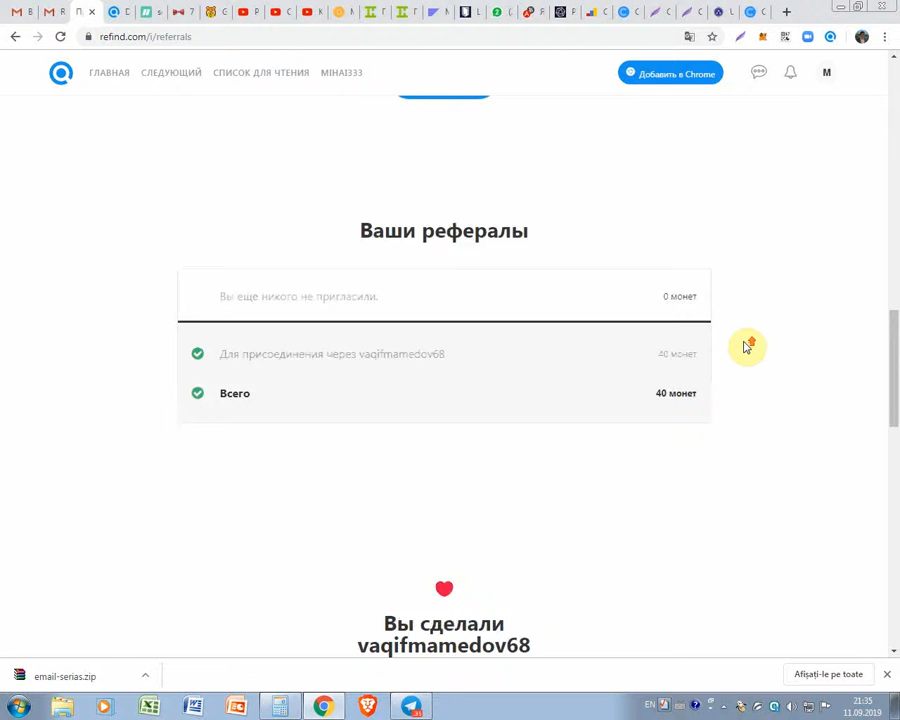 refind.com/i/referrals
ГЛАВНАЯ СЛЕДУЮЩИЙ СПИСОК ДЛЯ ЧТЕНИЯ MIHAI333
Добавить в Chrome
M
Ваши рефералы
Вы еще никого не пригласили. 0 монет
Для присоединения через vaqifmamedov68 40 монет
Всего 40 монет
Вы сделали
vaqifmamedov68
email-serias.zip
Afișați-le pe toate
EN
21:35
11.09.2019